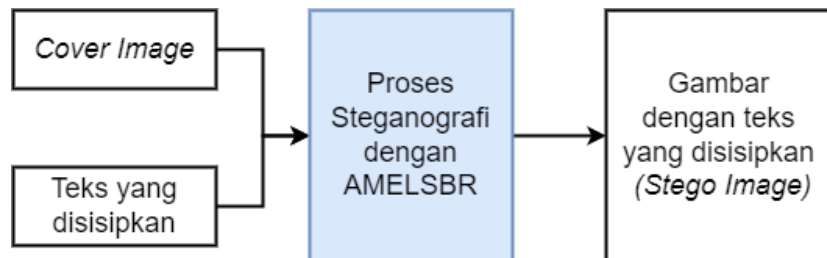 Cover Image
Teks yang
disisipkan
Proses
Steganografi
dengan
AMELSBR
Gambar
dengan teks
yang disisipkan
(Stego Image)